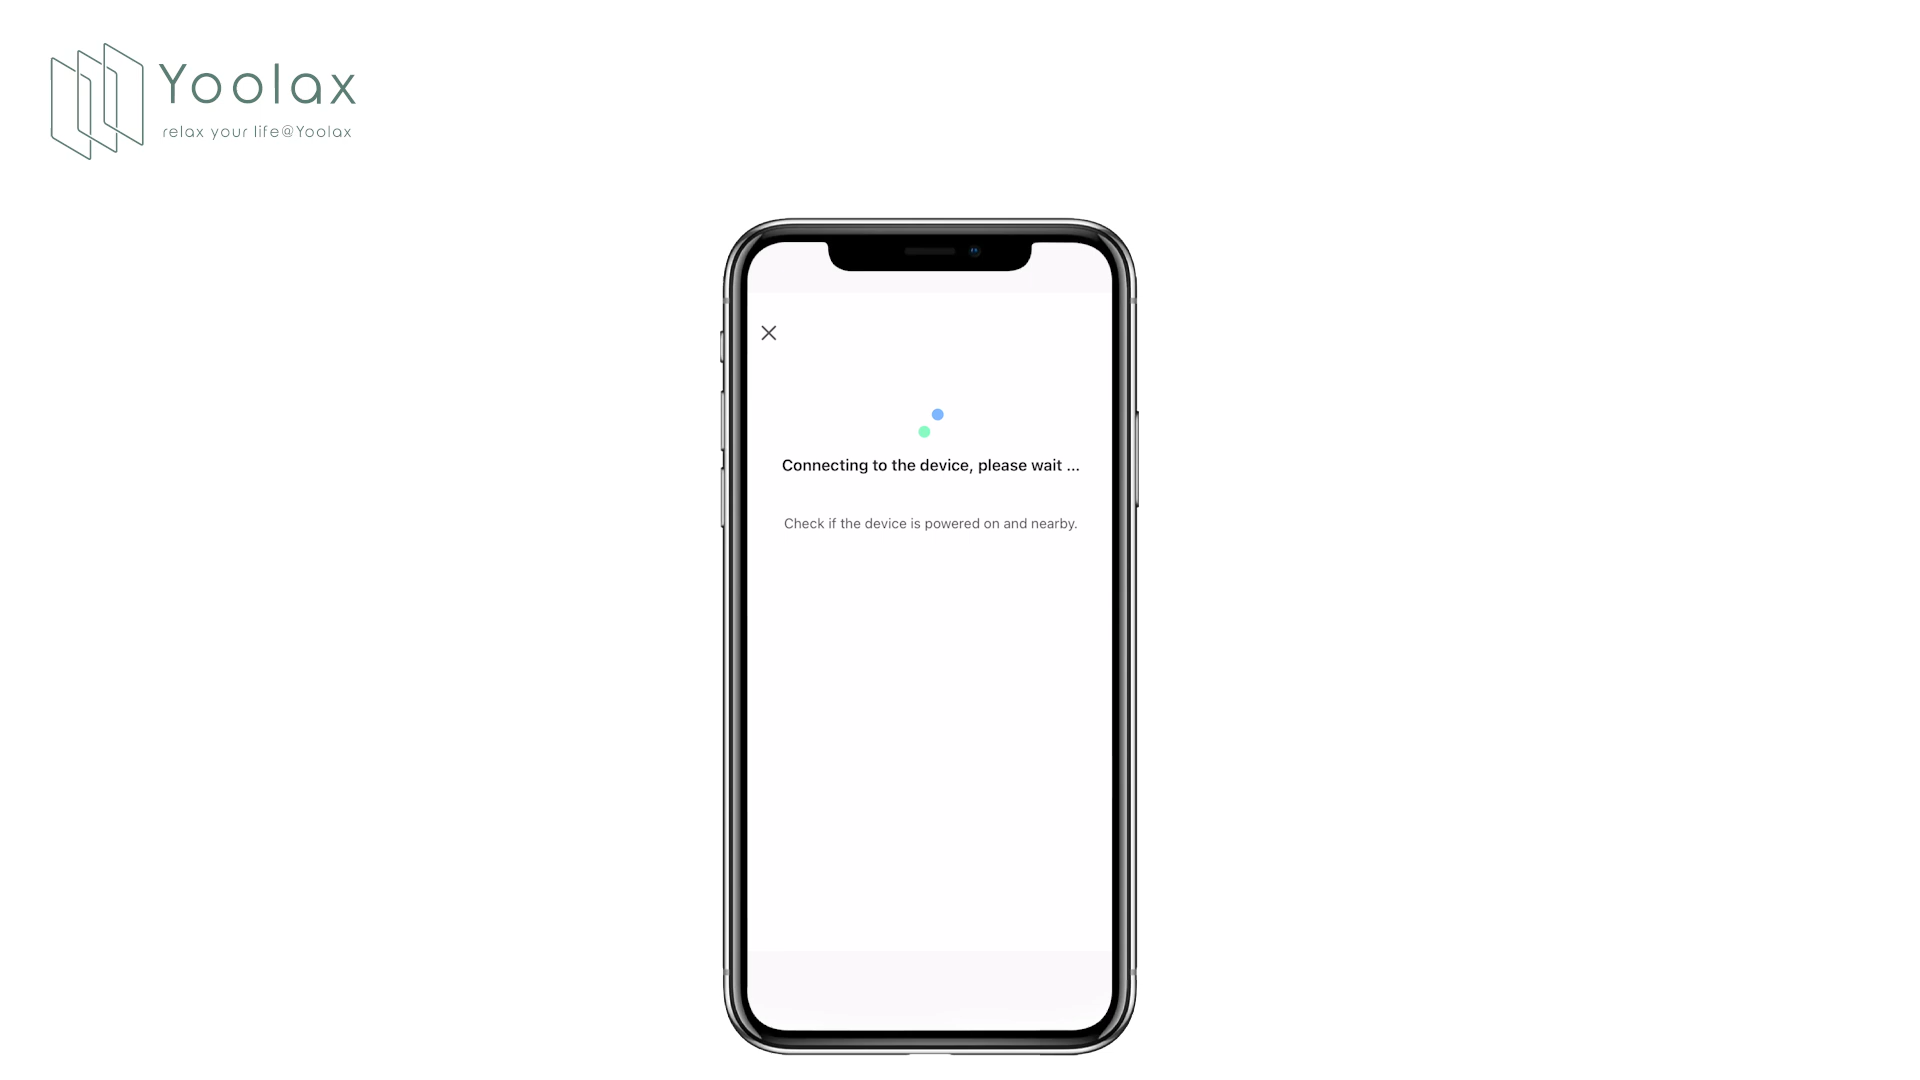 Yoolax
relax your life@Yoolax
Connecting to the device, please wait ...
Check if the device is powered on and nearby.